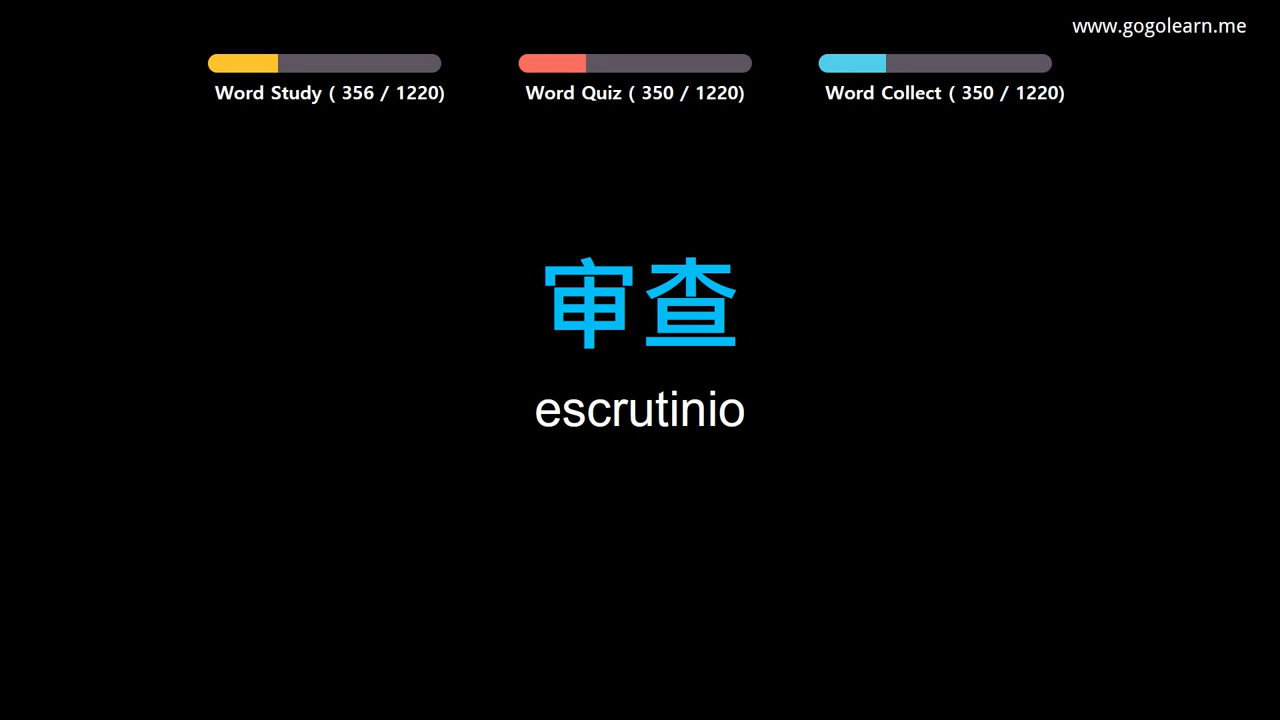 www.gogolearn.me
Word Study ( 356 / 1220)
Word Quiz ( 350 / 1220)
Word Collect ( 350 / 1220)
审查
escrutinio